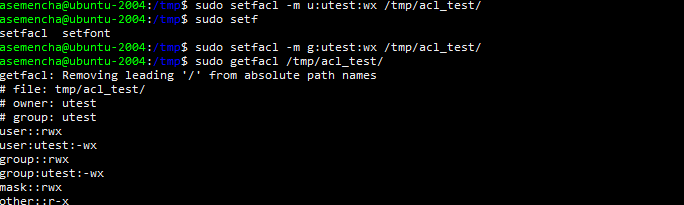 asemencha@ubuntu-2004:/tmp$ sudo setfacl -m u:utest:wx /tmp/acl_test/
asemencha@ubuntu-2004:/tmp$ sudo setf
setfacl  setfont
asemencha@ubuntu-2004:/tmp$ sudo setfacl -m g:utest:wx /tmp/acl_test/
asemencha@ubuntu-2004:/tmp$ sudo getfacl /tmp/acl_test/
getfacl: Removing leading '/' from absolute path names
# file: tmp/acl_test/
# owner: utest
# group: utest
user::rwx
user:utest:-wx
group::rwx
group:utest:-wx
mask::rwx
other::r-x